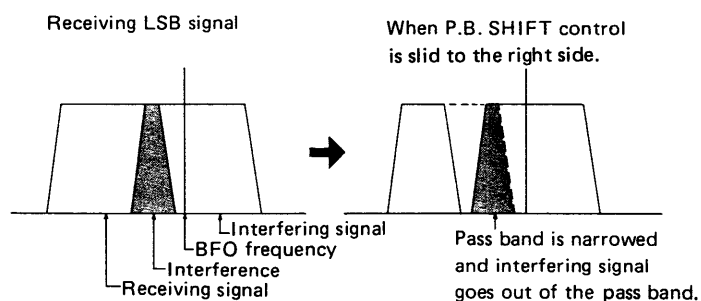 Receiving LSB signal
When P.B. SHIFT control
is slid to the right side.
Interfering signal
BFO frequency
Interference
Receiving signal
Pass band is narrowed
and interfering signal
goes out of the pass band.